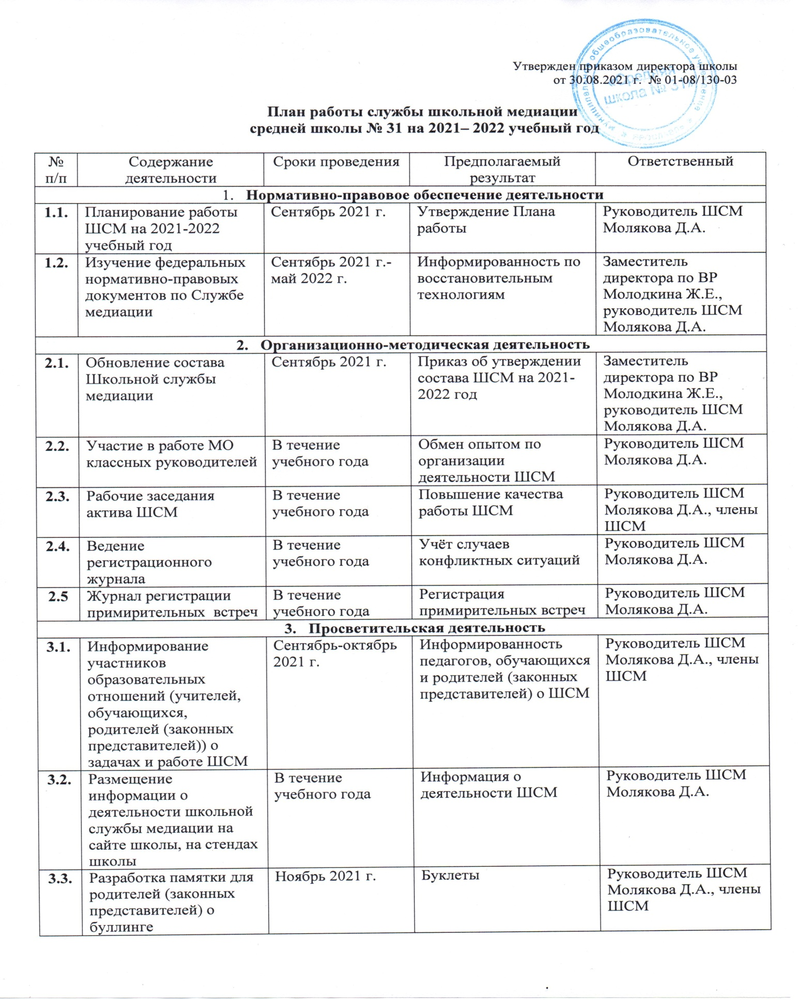 муниципальное общеобразовательное учреждение
«Средняя
школа № 31»
Утвержден приказом директора школы
от 30.08.2021 г.  № 01-08/130-03
План работы службы школьной медиации
средней школы № 31 на 2021– 2022 учебный год
№ Содержание Сроки проведения Предполагаемый Ответственный
п/п деятельности результат
1. Нормативно-правовое обеспечение деятельности
1.1. Планирование работы Сентябрь 2021 г. Утверждение Плана Руководитель ШСМ
ШСМ на 2021-2022 работы Молякова Д.А.
учебный год
1.2. Изучение федеральных Сентябрь 2021 г.- Информированность по Заместитель
нормативно-правовых май 2022 г. восстановительным директора по ВР
документов по Службе технологиям Молодкина Ж.Е.,
медиации руководитель ШСМ
Молякова Д.А.
2. Организационно-методическая деятельность
2.1. Обновление состава Сентябрь 2021 г. Приказ об утверждении Заместитель
Школьной службы состава ШСМ на 2021- директора по ВР
медиации 2022 год Молодкина Ж.Е.,
руководитель ШСМ
Молякова Д.А.
2.2. Участие в работе МО В течение Обмен опытом по Руководитель ШСМ
классных руководителей учебного года организации Молякова Д.А.
деятельности ШСМ
2.3. Рабочие заседания В течение Повышение качества Руководитель ШСМ
актива ШСМ учебного года работы ШСМ Молякова Д.А., члены
ШСМ
2.4. Ведение В течение Учёт случаев Руководитель ШСМ
регистрационного учебного года конфликтных ситуаций Молякова Д.А.
журнала
2.5 Журнал регистрации В течение Регистрация Руководитель ШСМ
примирительных  встреч учебного года примирительных встреч Молякова Д.А.
3. Просветительская деятельность
3.1. Информирование Сентябрь-октябрь Информированность Руководитель ШСМ
участников 2021 г. педагогов, обучающихся Молякова Д.А., члены
образовательных и родителей (законных ШСМ
отношений (учителей, представителей) о ШСМ
обучающихся,
родителей (законных
представителей)) о
задачах и работе ШСМ
3.2. Размещение В течение Информация о Руководитель ШСМ
информации о учебного года деятельности ШСМ Молякова Д.А.
деятельности школьной
службы медиации на
сайте школы, на стендах
школы
3.3. Разработка памятки для Ноябрь 2021 г. Буклеты Руководитель ШСМ
родителей (законных Молякова Д.А., члены
представителей) о ШСМ
буллинге